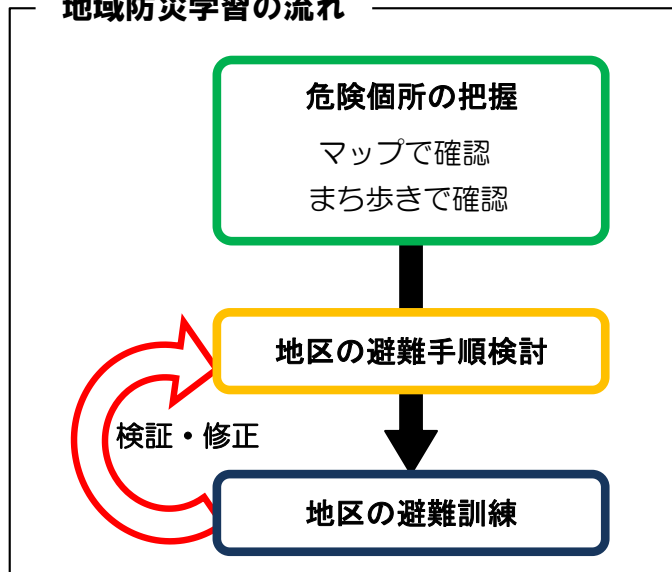 地域防災学習の流れ
危険個所の把握
マップで確認
まち歩きで確認
地区の避難手順検討
検証・修正
地区の避難訓練